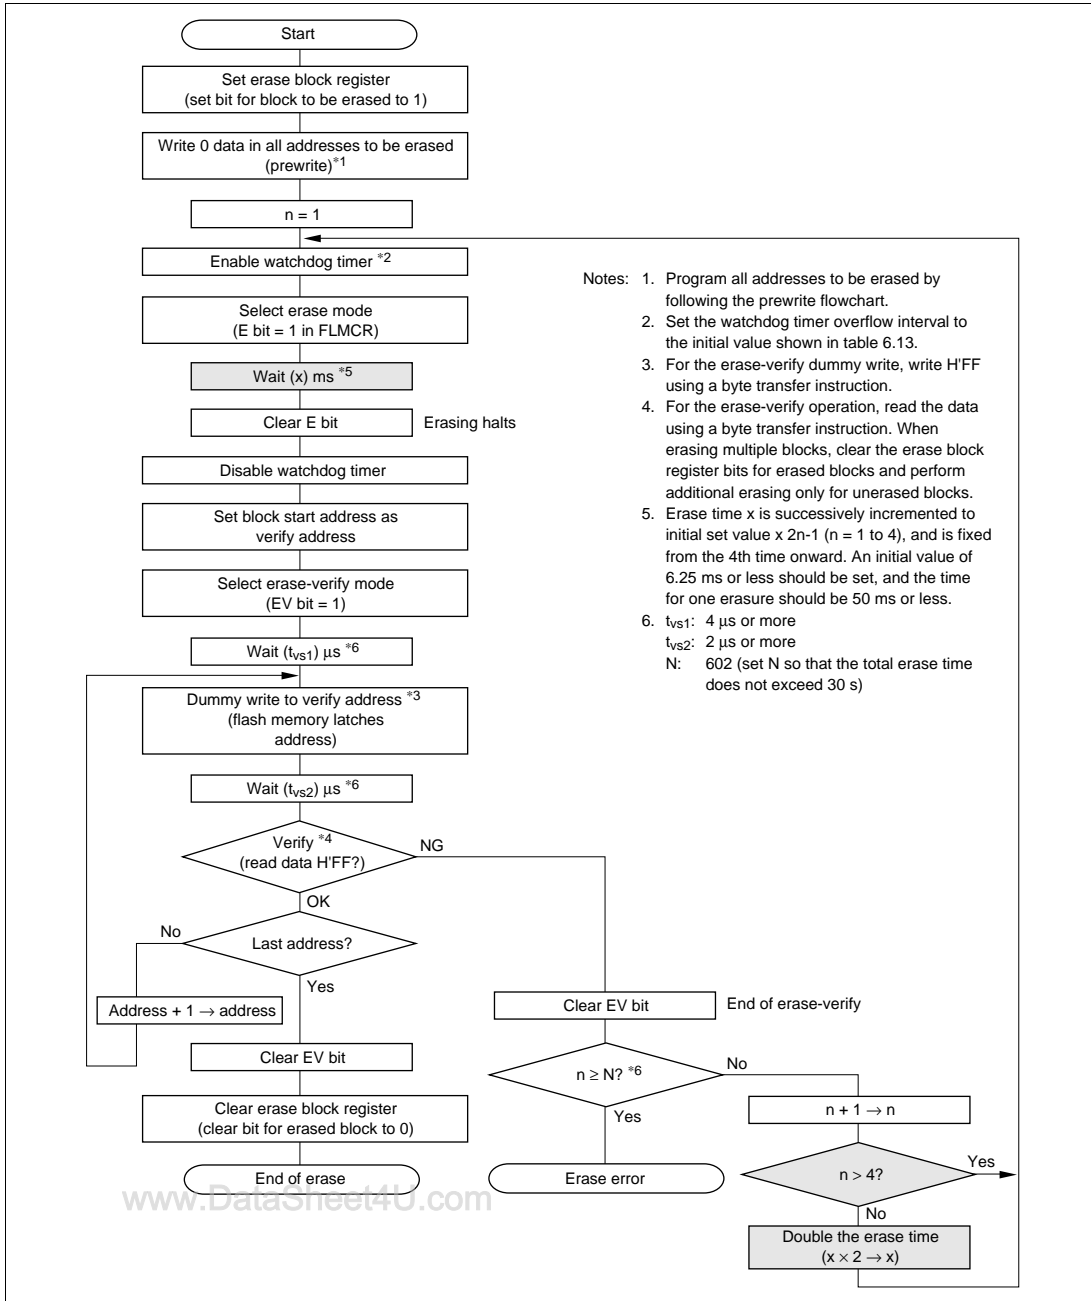 Start
Set erase block register
(set bit for block to be erased to 1)
Write 0 data in all addresses to be erased
(prewrite)*1
n = 1
Enable watchdog timer *2
Select erase mode
(E bit = 1 in FLMCR)
Wait (x) ms *5
Clear E bit
Erasing halts
Disable watchdog timer
Set block start address as
verify address
Select erase-verify mode
(EV bit = 1)
Wait (tvs1) μs *6
Dummy write to verify address *3
(flash memory latches
address)
Wait (tvs2) μs *6
Verify *4
(read data H'FF?)
NG
OK
Last address?
No
Yes
Address + 1 → address
Clear EV bit
Clear erase block register
(clear bit for erased block to 0)
End of erase
Clear EV bit
End of erase-verify
n ≥ N? *6
No
Yes
Erase error
n + 1 → n
n > 4?
Yes
No
Double the erase time
(x × 2 → x)
Notes: 1. Program all addresses to be erased by
following the prewrite flowchart.
2. Set the watchdog timer overflow interval to
the initial value shown in table 6.13.
3. For the erase-verify dummy write, write H'FF
using a byte transfer instruction.
4. For the erase-verify operation, read the data
using a byte transfer instruction. When
erasing multiple blocks, clear the erase block
register bits for erased blocks and perform
additional erasing only for unerased blocks.
5. Erase time x is successively incremented to
initial set value x 2n-1 (n = 1 to 4), and is fixed
from the 4th time onward. An initial value of
6.25 ms or less should be set, and the time
for one erasure should be 50 ms or less.
6. tvs1: 4 μs or more
tvs2: 2 μs or more
N: 602 (set N so that the total erase time
does not exceed 30 s)
www.DataSheet4U.com